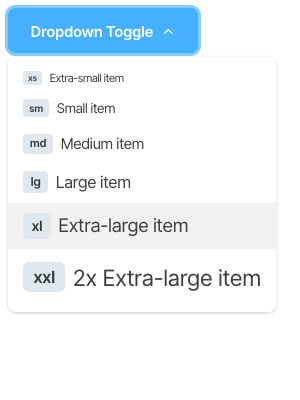 Dropdown Toggle
xs Extra-small item
sm Small item
md Medium item
lg Large item
xl Extra-large item
xxl 2x Extra-large item